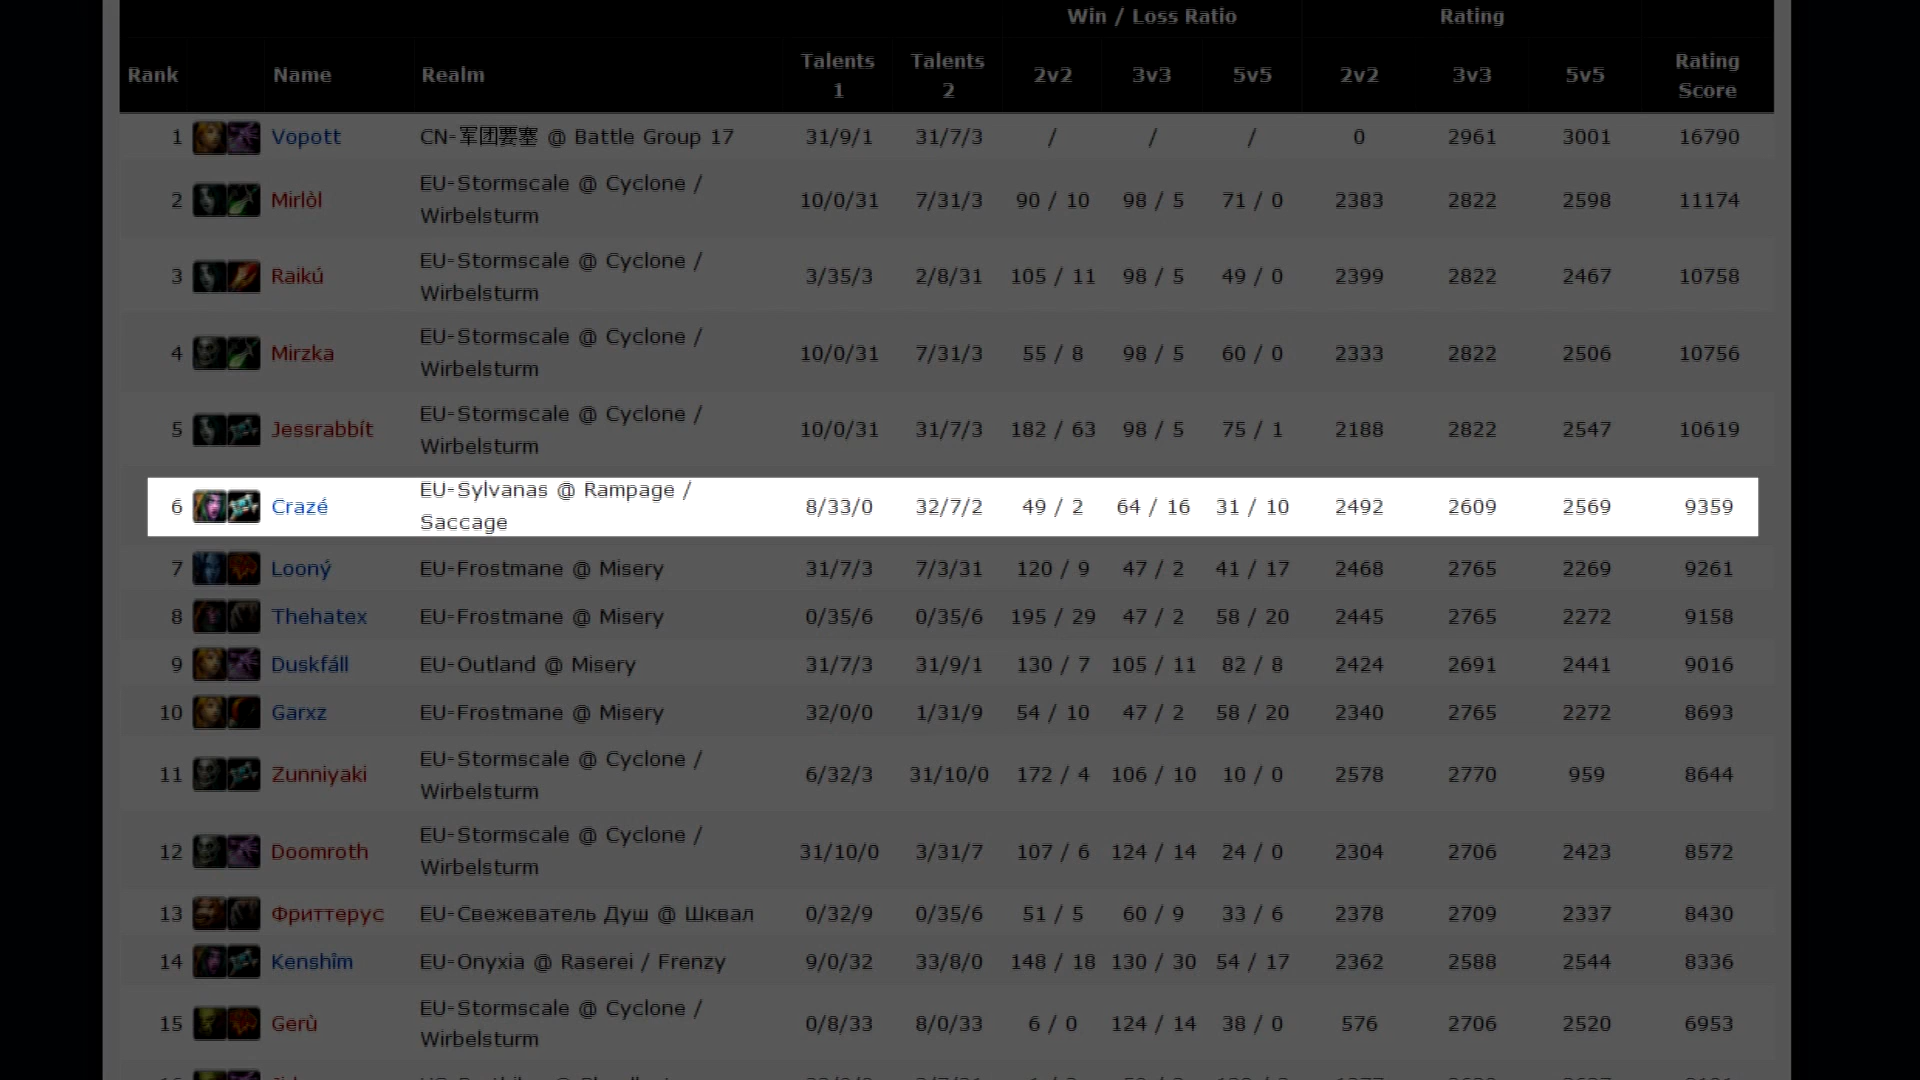 Win / Loss Ratio Rating
Rank Name Realm Talents 1 Talents 2 2v2 3v3 5v5 2v2 3v3 5v5 Rating Score
1 Vopott CN-军团要塞 @ Battle Group 17 31/9/1 31/7/3 / / / 0 2961 3001 16790
2 Mirlòl EU-Stormscale @ Cyclone / Wirbelsturm 10/0/31 7/31/3 90 / 10 98 / 5 71 / 0 2383 2822 2598 11174
3 Raikú EU-Stormscale @ Cyclone / Wirbelsturm 3/35/3 2/8/31 105 / 11 98 / 5 49 / 0 2399 2822 2467 10758
4 Mirzka EU-Stormscale @ Cyclone / Wirbelsturm 10/0/31 7/31/3 55 / 8 98 / 5 60 / 0 2333 2822 2506 10756
5 Jessrabbít EU-Stormscale @ Cyclone / Wirbelsturm 10/0/31 31/7/3 182 / 63 98 / 5 75 / 1 2188 2822 2547 10619
6 Crazé EU-Sylvanas @ Rampage / Saccage 8/33/0 32/7/2 49 / 2 64 / 16 31 / 10 2492 2609 2569 9359
7 Looný EU-Frostmane @ Misery 31/7/3 7/3/31 120 / 9 47 / 2 41 / 17 2468 2765 2269 9261
8 Thehatex EU-Frostmane @ Misery 0/35/6 0/35/6 195 / 29 47 / 2 58 / 20 2445 2765 2272 9158
9 Duskfáll EU-Outland @ Misery 31/7/3 31/9/1 130 / 7 105 / 11 82 / 8 2424 2691 2441 9016
10 Garxz EU-Frostmane @ Misery 32/0/0 1/31/9 54 / 10 47 / 2 58 / 20 2340 2765 2272 8693
11 Zunniyaki EU-Stormscale @ Cyclone / Wirbelsturm 6/32/3 31/10/0 172 / 4 106 / 10 10 / 0 2578 2770 959 8644
12 Doomroth EU-Stormscale @ Cyclone / Wirbelsturm 31/10/0 3/31/7 107 / 6 124 / 14 24 / 0 2304 2706 2423 8572
13 Фриттерус EU-Свежеватель Душ @ Шквал 0/32/9 0/35/6 51 / 5 60 / 9 33 / 6 2378 2709 2337 8430
14 Kenshîm EU-Onyxia @ Raserei / Frenzy 9/0/32 33/8/0 148 / 18 130 / 30 54 / 17 2362 2588 2544 8336
15 Gerù EU-Stormscale @ Cyclone / Wirbelsturm 0/8/33 8/0/33 6 / 0 124 / 14 38 / 0 576 2706 2520 6953